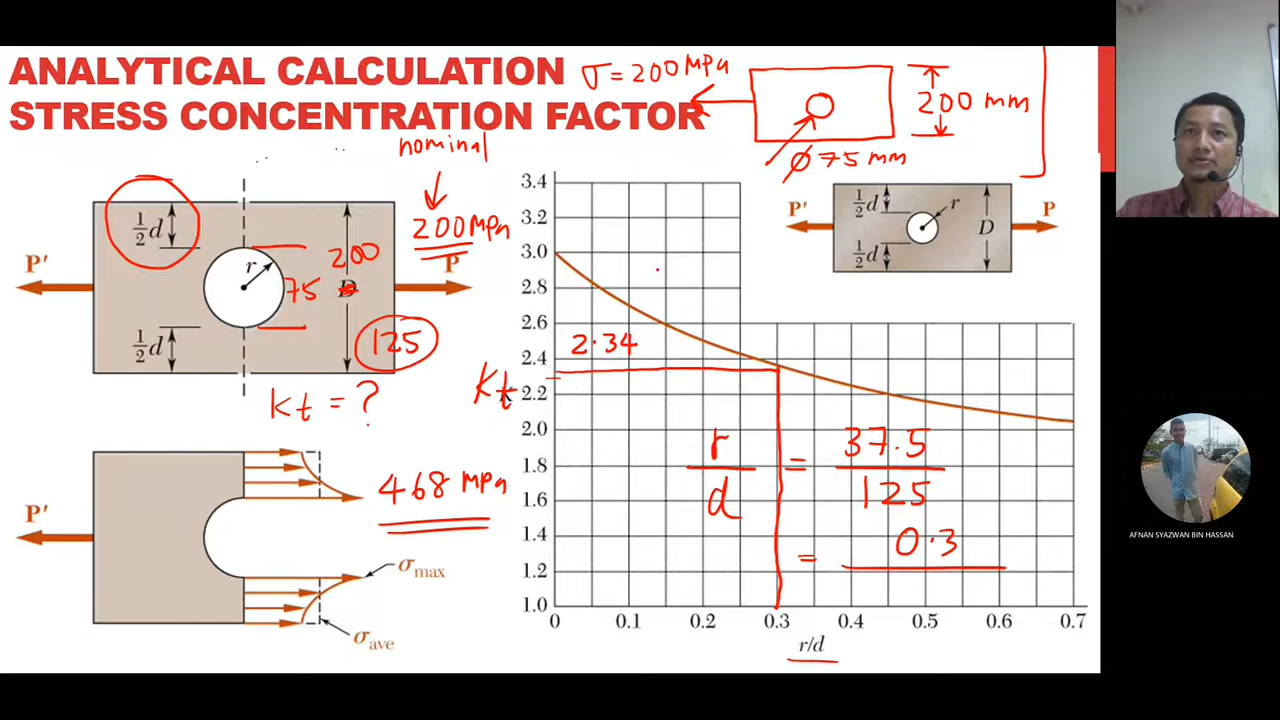 ANALYTICAL CALCULATION
STRESS CONCENTRATION FACTOR
σ = 200 MPa
200 mm
Ø 75 mm
nominal
200 MPa
½d
r
200
75
D
P'
P
½d
125
Kt = ?
P'
468 MPa
σmax
σave
3.4
3.2
3.0
2.8
2.6
2.4
2.2
2.0
1.8
1.6
1.4
1.2
1.0
0 0.1 0.2 0.3 0.4 0.5 0.6 0.7
r/d
Kt
2.34
r/d = 37.5/125
= 0.3
P'
½d
r
D
P
½d
AFNAN SYAZWAN BIN HASSAN